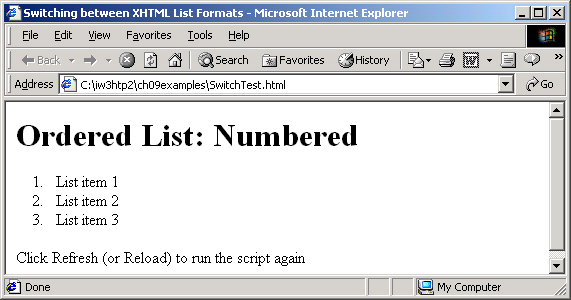 Switching between XHTML List Formats - Microsoft Internet Explorer
File Edit View Favorites Tools Help
Back Search Favorites History
Address C:\iw3htp2\ch09examples\SwitchTest.html Go
Ordered List: Numbered
1. List item 1
2. List item 2
3. List item 3
Click Refresh (or Reload) to run the script again
Done My Computer